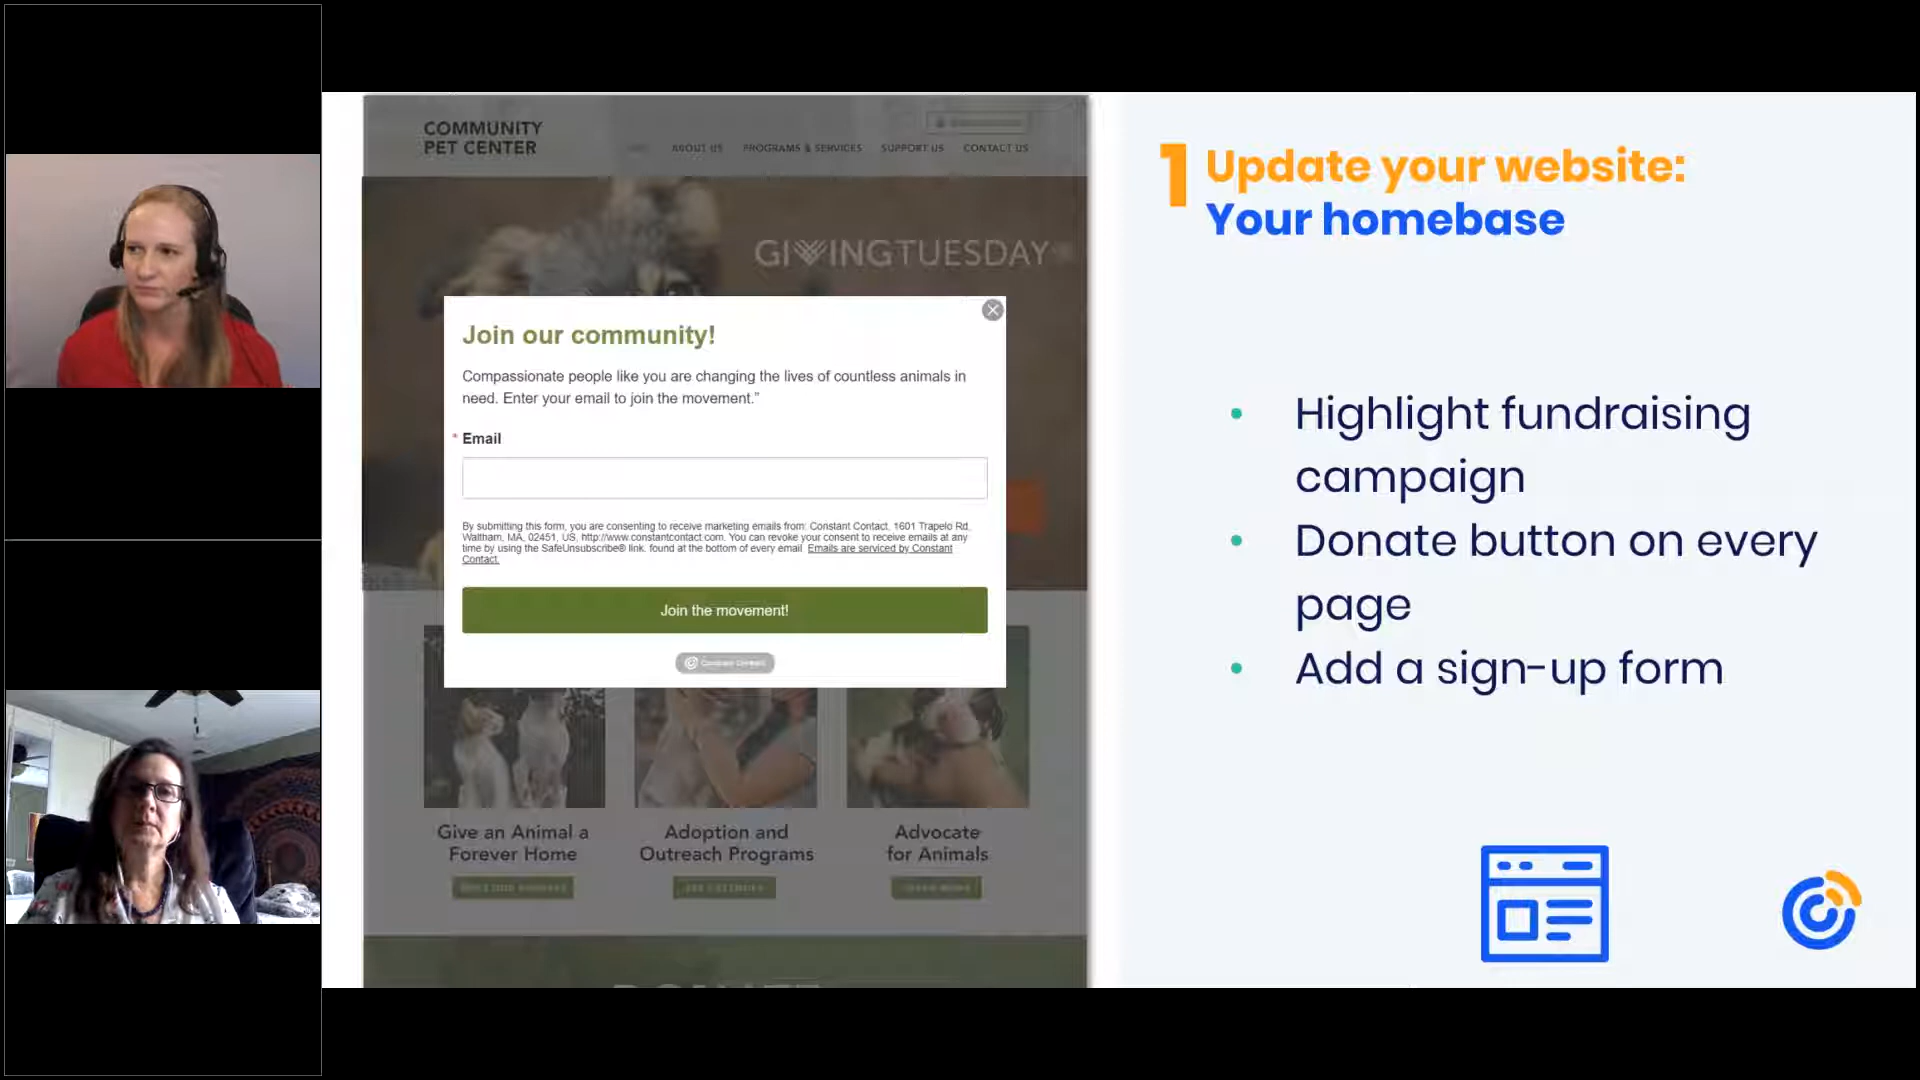 COMMUNITY
PET CENTER
ABOUT US PROGRAMS & SERVICES SUPPORT US CONTACT US
GIVINGTUESDAY
Join our community!
Compassionate people like you are changing the lives of countless animals in
need. Enter your email to join the movement.”
* Email
By submitting this form, you are consenting to receive marketing emails from: Constant Contact, 1601 Trapelo Rd,
Waltham, MA, 02451, US, http://www.constantcontact.com. You can revoke your consent to receive emails at any
time by using the SafeUnsubscribe® link, found at the bottom of every email. Emails are serviced by Constant
Contact.
Join the movement!
Constant Contact
Give an Animal a
Forever Home
Adoption and
Outreach Programs
Advocate
for Animals
1 Update your website:
Your homebase
• Highlight fundraising
campaign
• Donate button on every
page
• Add a sign-up form